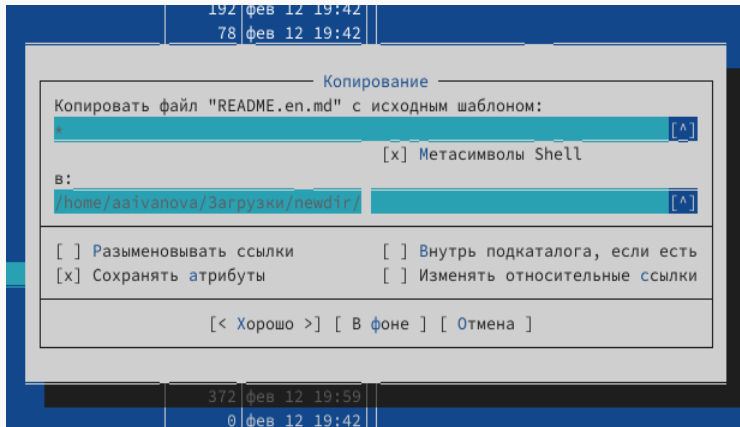 192 фев 12 19:42
78 фев 12 19:42
Копирование
Копировать файл "README.en.md" с исходным шаблоном:
* [^]
[x] Метасимволы Shell
в:
/home/aaivanova/Загрузки/newdir/ [^]
[ ] Разыменовывать ссылки [ ] Внутрь подкаталога, если есть
[x] Сохранять атрибуты [ ] Изменять относительные ссылки
[< Хорошо >] [ В фоне ] [ Отмена ]
372 фев 12 19:59
0 фев 12 19:42